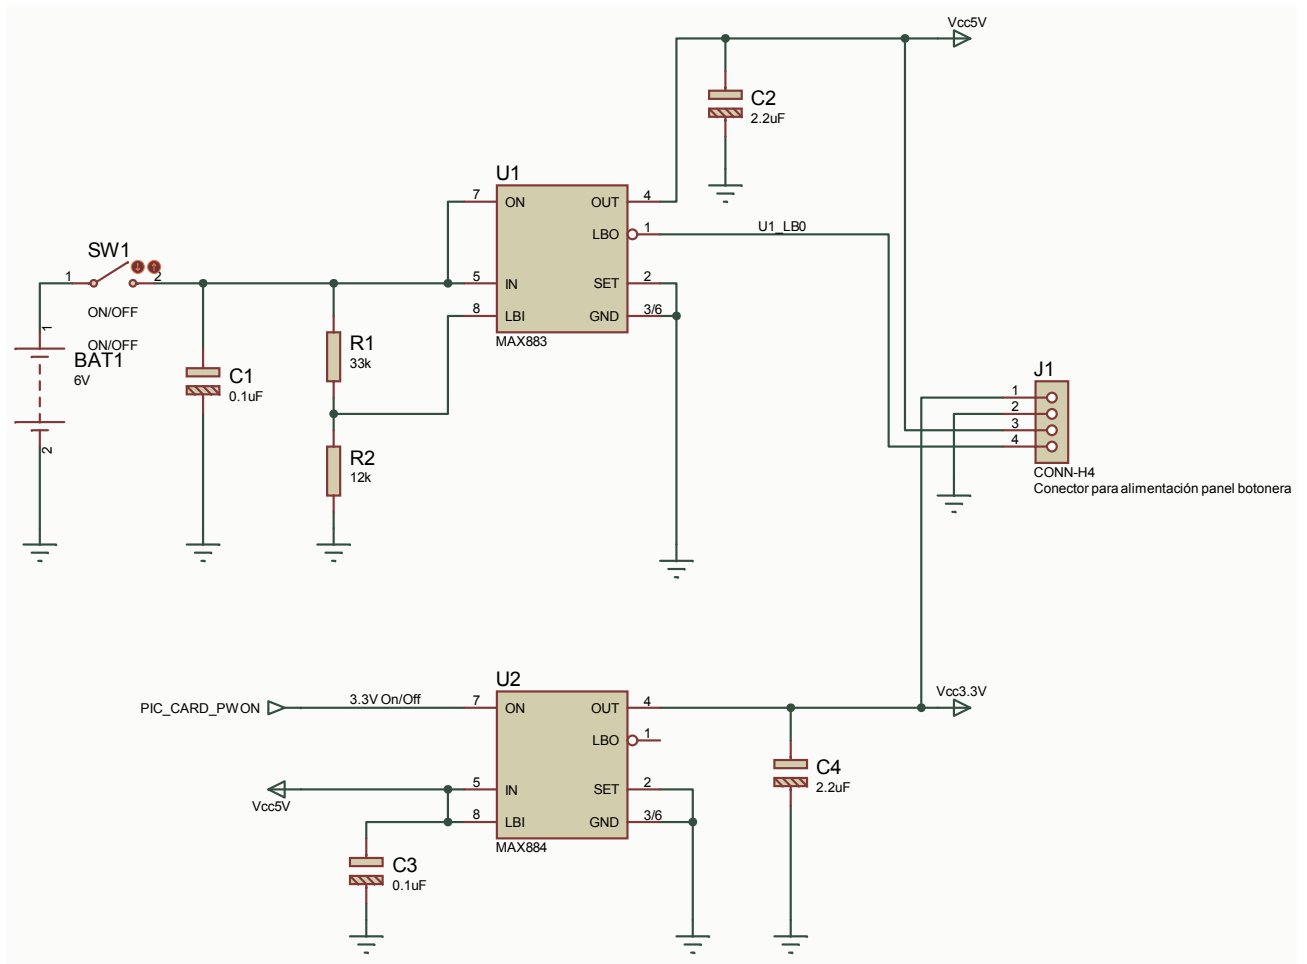 Vcc5V
C2
2.2uF
U1
7
ON
OUT
4
LBO
1
U1_LB0
SW1
1
2
5
IN
SET
2
ON/OFF
8
LBI
GND
3/6
MAX883
1
ON/OFF
BAT1
6V
2
C1
0.1uF
R1
33k
R2
12k
J1
1
2
3
4
CONN-H4
Conector para alimentación panel botonera
U2
PIC_CARD_PWON
3.3V On/Off
7
ON
OUT
4
Vcc3.3V
LBO
1
C4
2.2uF
Vcc5V
5
IN
SET
2
8
LBI
GND
3/6
MAX884
C3
0.1uF